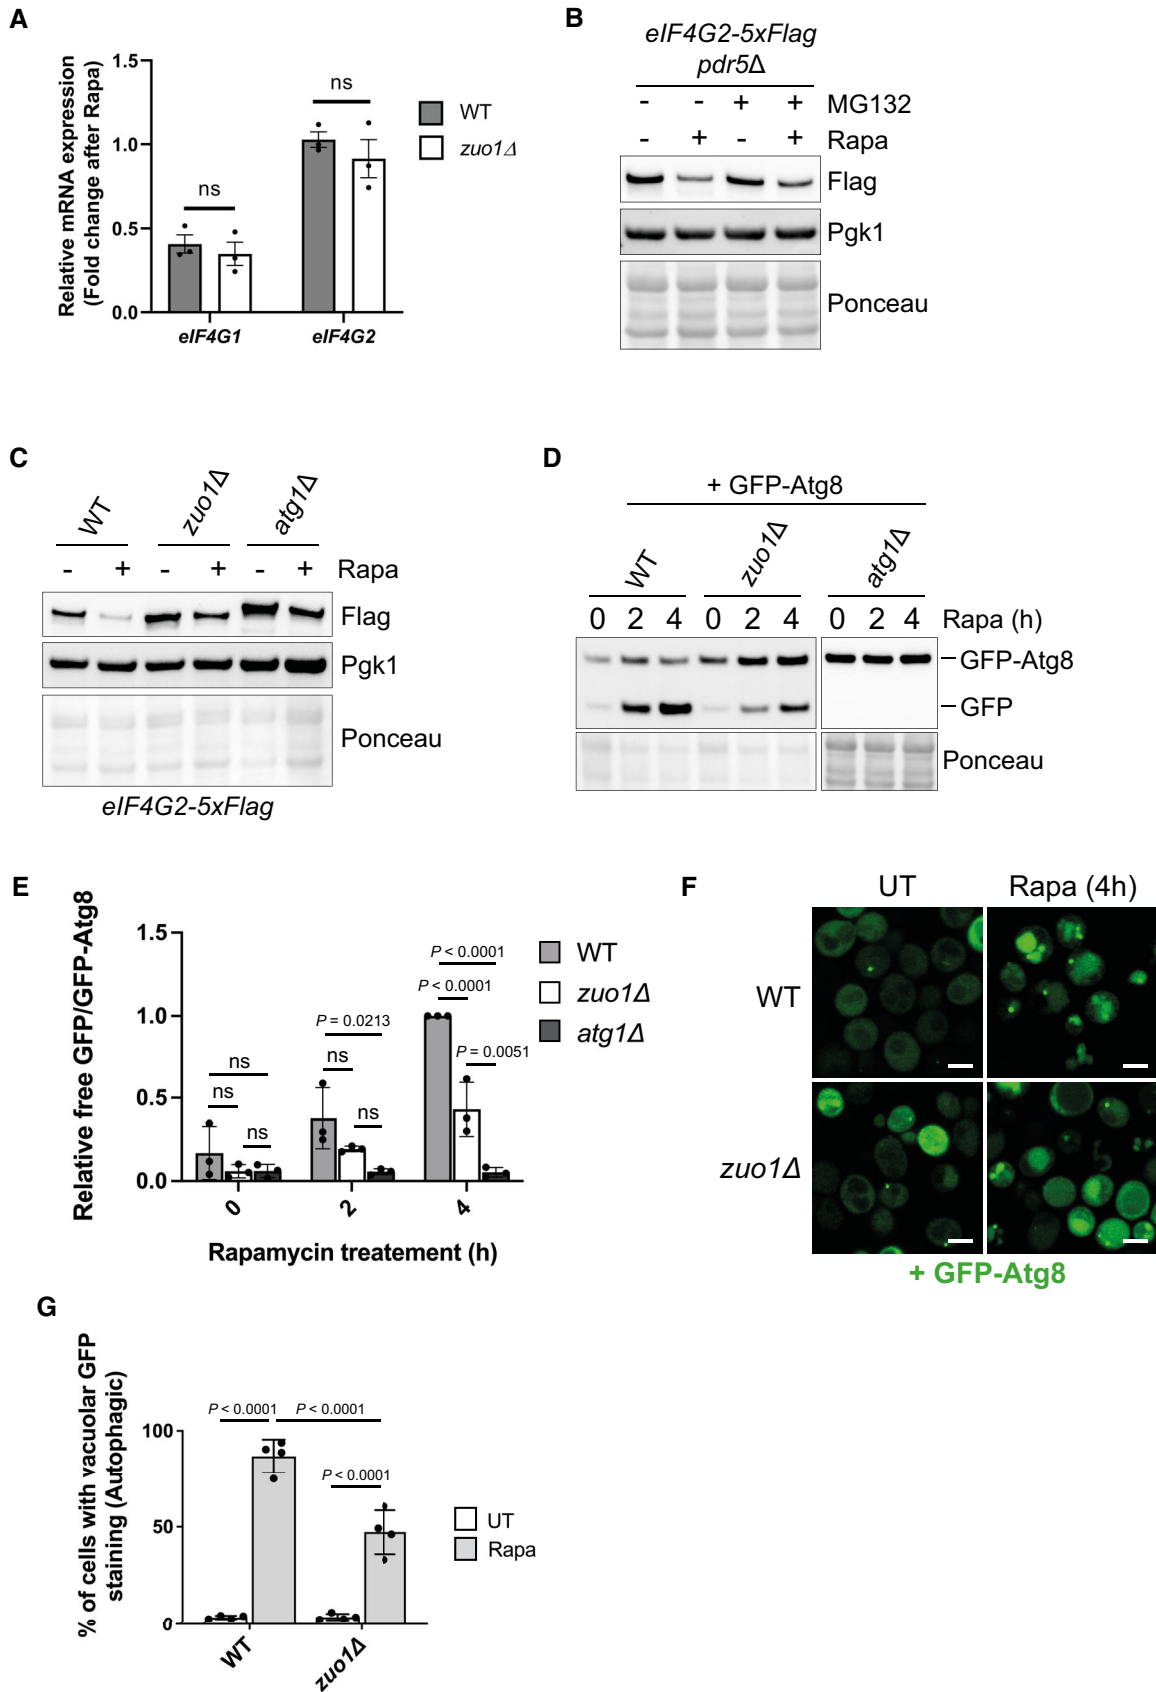 A
Relative mRNA expression
(Fold change after Rapa)
1.5
1.0
0.5
0.0
ns
ns
eIF4G1
eIF4G2
WT
zuo1Δ
B
eIF4G2-5xFlag
pdr5Δ
- - + + MG132
- + - + Rapa
Flag
Pgk1
Ponceau
C
WT zuo1Δ atg1Δ
- + - + - + Rapa
Flag
Pgk1
Ponceau
eIF4G2-5xFlag
D
+ GFP-Atg8
WT zuo1Δ atg1Δ
0 2 4 0 2 4 0 2 4 Rapa (h)
GFP-Atg8
GFP
Ponceau
E
Relative free GFP/GFP-Atg8
1.5
1.0
0.5
0.0
ns
ns
ns
P = 0.0213
ns
ns
P < 0.0001
P < 0.0001
P = 0.0051
0 2 4
Rapamycin treatement (h)
WT
zuo1Δ
atg1Δ
F
UT Rapa (4h)
WT
zuo1Δ
+ GFP-Atg8
G
% of cells with vacuolar GFP
staining (Autophagic)
100
50
0
P < 0.0001 P < 0.0001
P < 0.0001
WT zuo1Δ
UT
Rapa